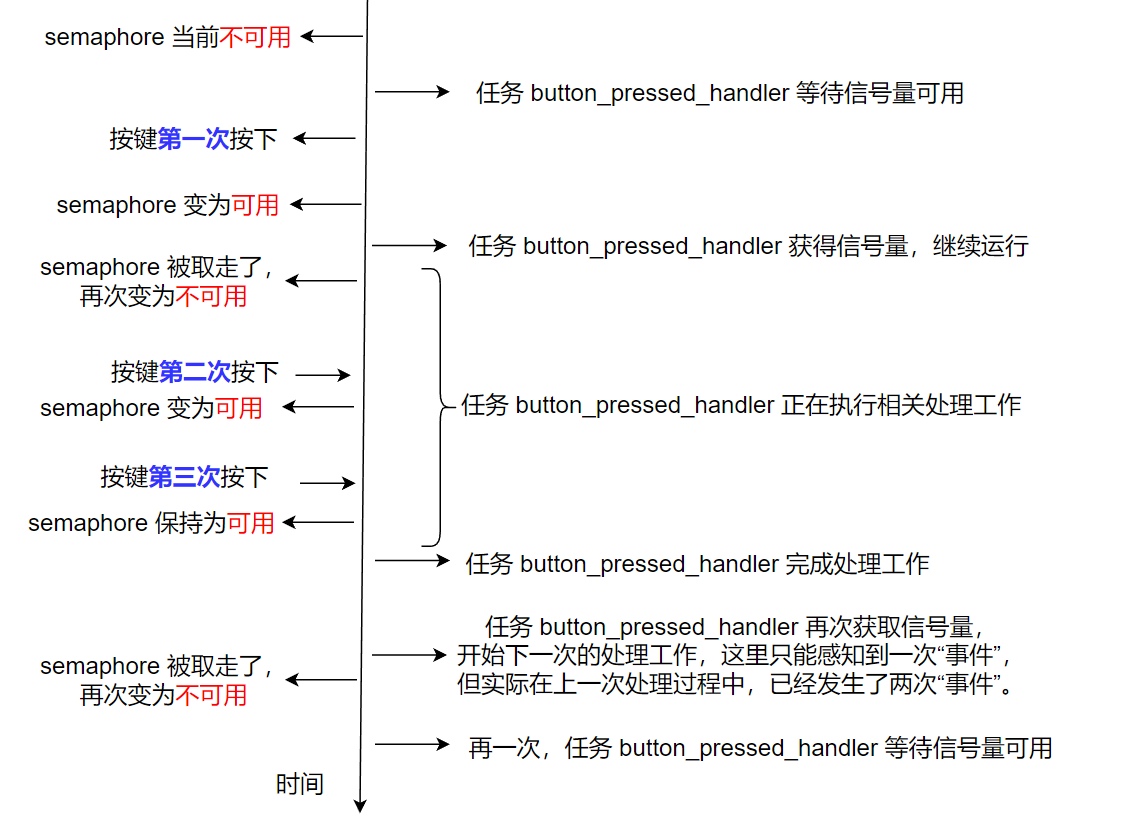 semaphore 当前不可用
任务 button_pressed_handler 等待信号量可用
按键第一次按下
semaphore 变为可用
任务 button_pressed_handler 获得信号量，继续运行
semaphore 被取走了，
再次变为不可用
按键第二次按下
semaphore 变为可用
任务 button_pressed_handler 正在执行相关处理工作
按键第三次按下
semaphore 保持为可用
任务 button_pressed_handler 完成处理工作
任务 button_pressed_handler 再次获取信号量，
开始下一次的处理工作，这里只能感知到一次“事件”，
但实际在上一次处理过程中，已经发生了两次“事件”。
semaphore 被取走了，
再次变为不可用
再一次，任务 button_pressed_handler 等待信号量可用
时间